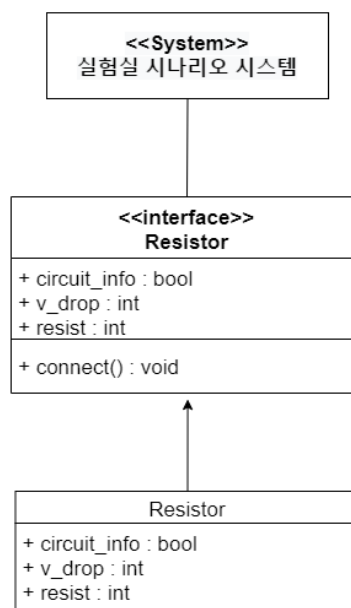 <<System>>
실험실 시나리오 시스템
<<interface>>
Resistor
+ circuit_info : bool
+ v_drop : int
+ resist : int
+ connect() : void
Resistor
+ circuit_info : bool
+ v_drop : int
+ resist : int